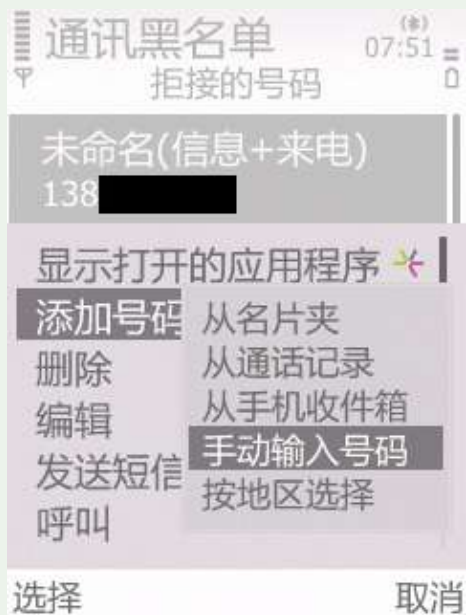 通讯黑名单
07:51
拒接的号码
未命名(信息+来电)
138
显示打开的应用程序
添加号码
从名片夹
删除
从通话记录
编辑
从手机收件箱
发送短信
手动输入号码
呼叫
按地区选择
选择
取消